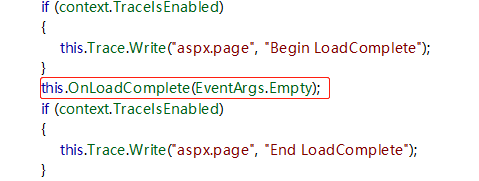 if (context.TraceIsEnabled)
{
this.Trace.Write("aspx.page", "Begin LoadComplete");
}
this.OnLoadComplete(EventArgs.Empty);
if (context.TraceIsEnabled)
{
this.Trace.Write("aspx.page", "End LoadComplete");
}